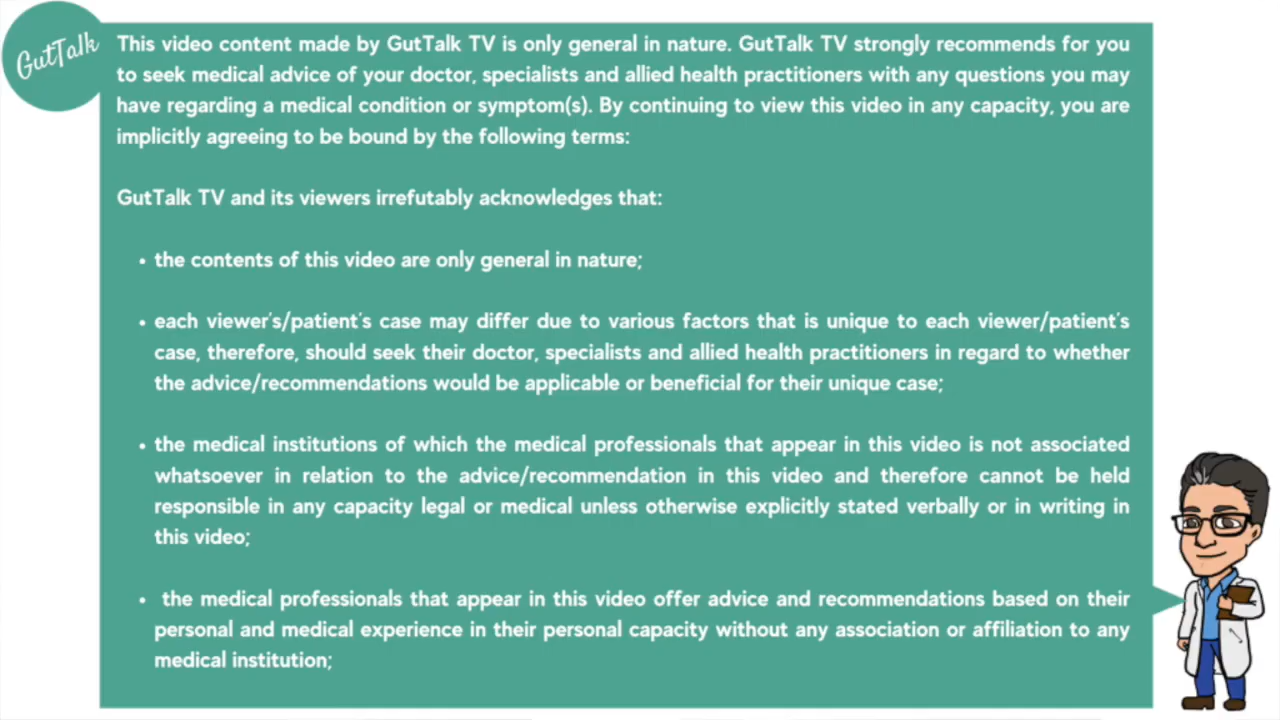 GutTalk
This video content made by GutTalk TV is only general in nature. GutTalk TV strongly recommends for you
to seek medical advice of your doctor, specialists and allied health practitioners with any questions you may
have regarding a medical condition or symptom(s). By continuing to view this video in any capacity, you are
implicitly agreeing to be bound by the following terms:
GutTalk TV and its viewers irrefutably acknowledges that:
• the contents of this video are only general in nature;
• each viewer's/patient's case may differ due to various factors that is unique to each viewer/patient's
case, therefore, should seek their doctor, specialists and allied health practitioners in regard to whether
the advice/recommendations would be applicable or beneficial for their unique case;
• the medical institutions of which the medical professionals that appear in this video is not associated
whatsoever in relation to the advice/recommendation in this video and therefore cannot be held
responsible in any capacity legal or medical unless otherwise explicitly stated verbally or in writing in
this video;
• the medical professionals that appear in this video offer advice and recommendations based on their
personal and medical experience in their personal capacity without any association or affiliation to any
medical institution;